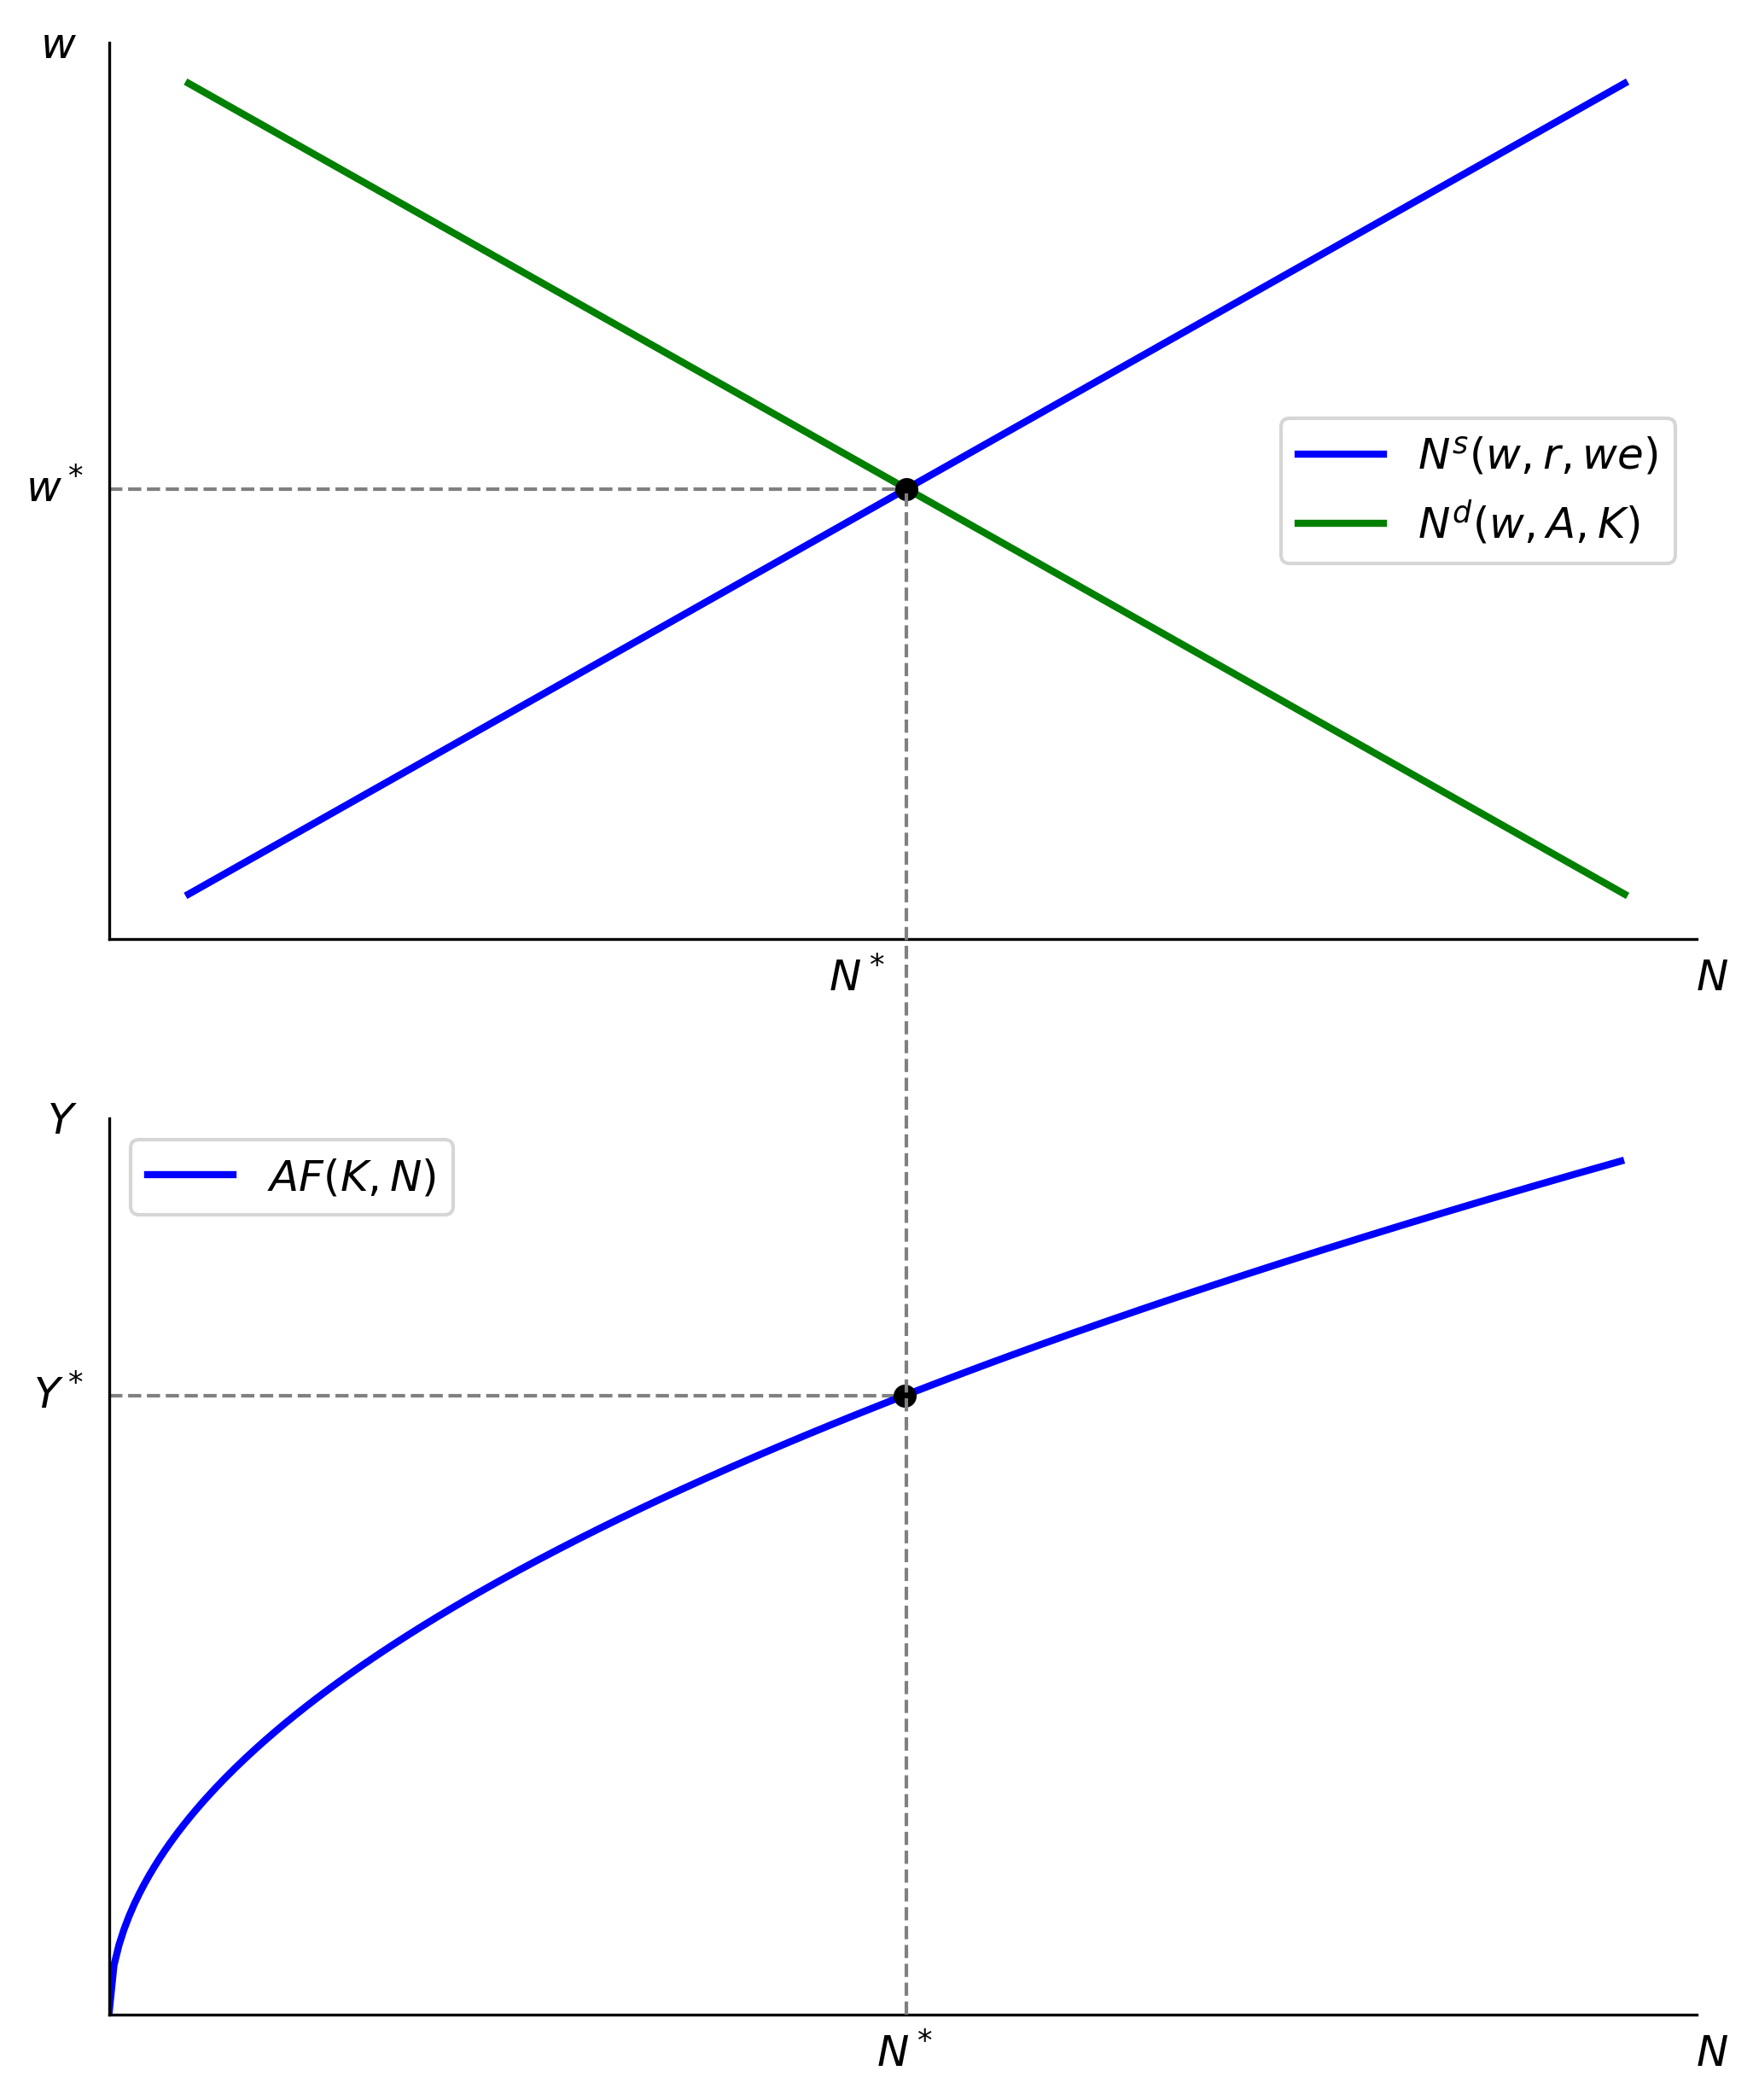 w
w*
N^s(w, r, we)
N^d(w, A, K)
N*
N
Y
AF(K, N)
Y*
N*
N